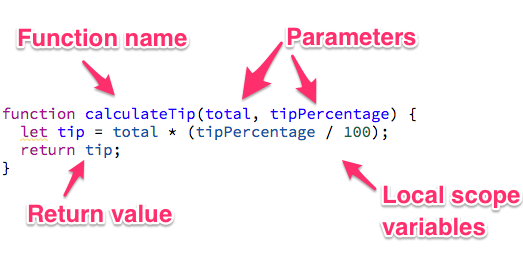 Function name
Parameters
function calculateTip(total, tipPercentage) {
let tip = total * (tipPercentage / 100);
return tip;
}
Return value
Local scope
variables